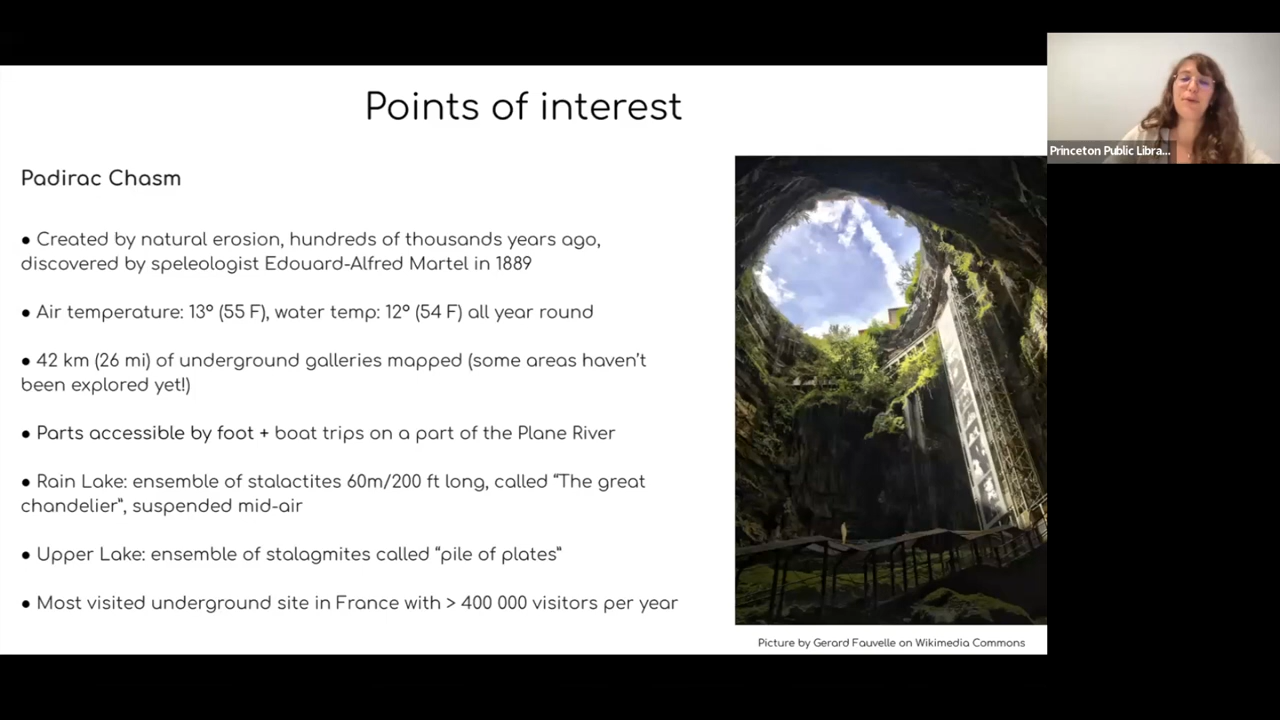 Points of interest
Padirac Chasm
● Created by natural erosion, hundreds of thousands years ago,
discovered by speleologist Edouard-Alfred Martel in 1889
● Air temperature: 13° (55 F), water temp: 12° (54 F) all year round
● 42 km (26 mi) of underground galleries mapped (some areas haven't
been explored yet!)
● Parts accessible by foot + boat trips on a part of the Plane River
● Rain Lake: ensemble of stalactites 60m/200 ft long, called “The great
chandelier”, suspended mid-air
● Upper Lake: ensemble of stalagmites called “pile of plates”
● Most visited underground site in France with > 400 000 visitors per year
Picture by Gerard Fauvelle on Wikimedia Commons
Princeton Public Libra...